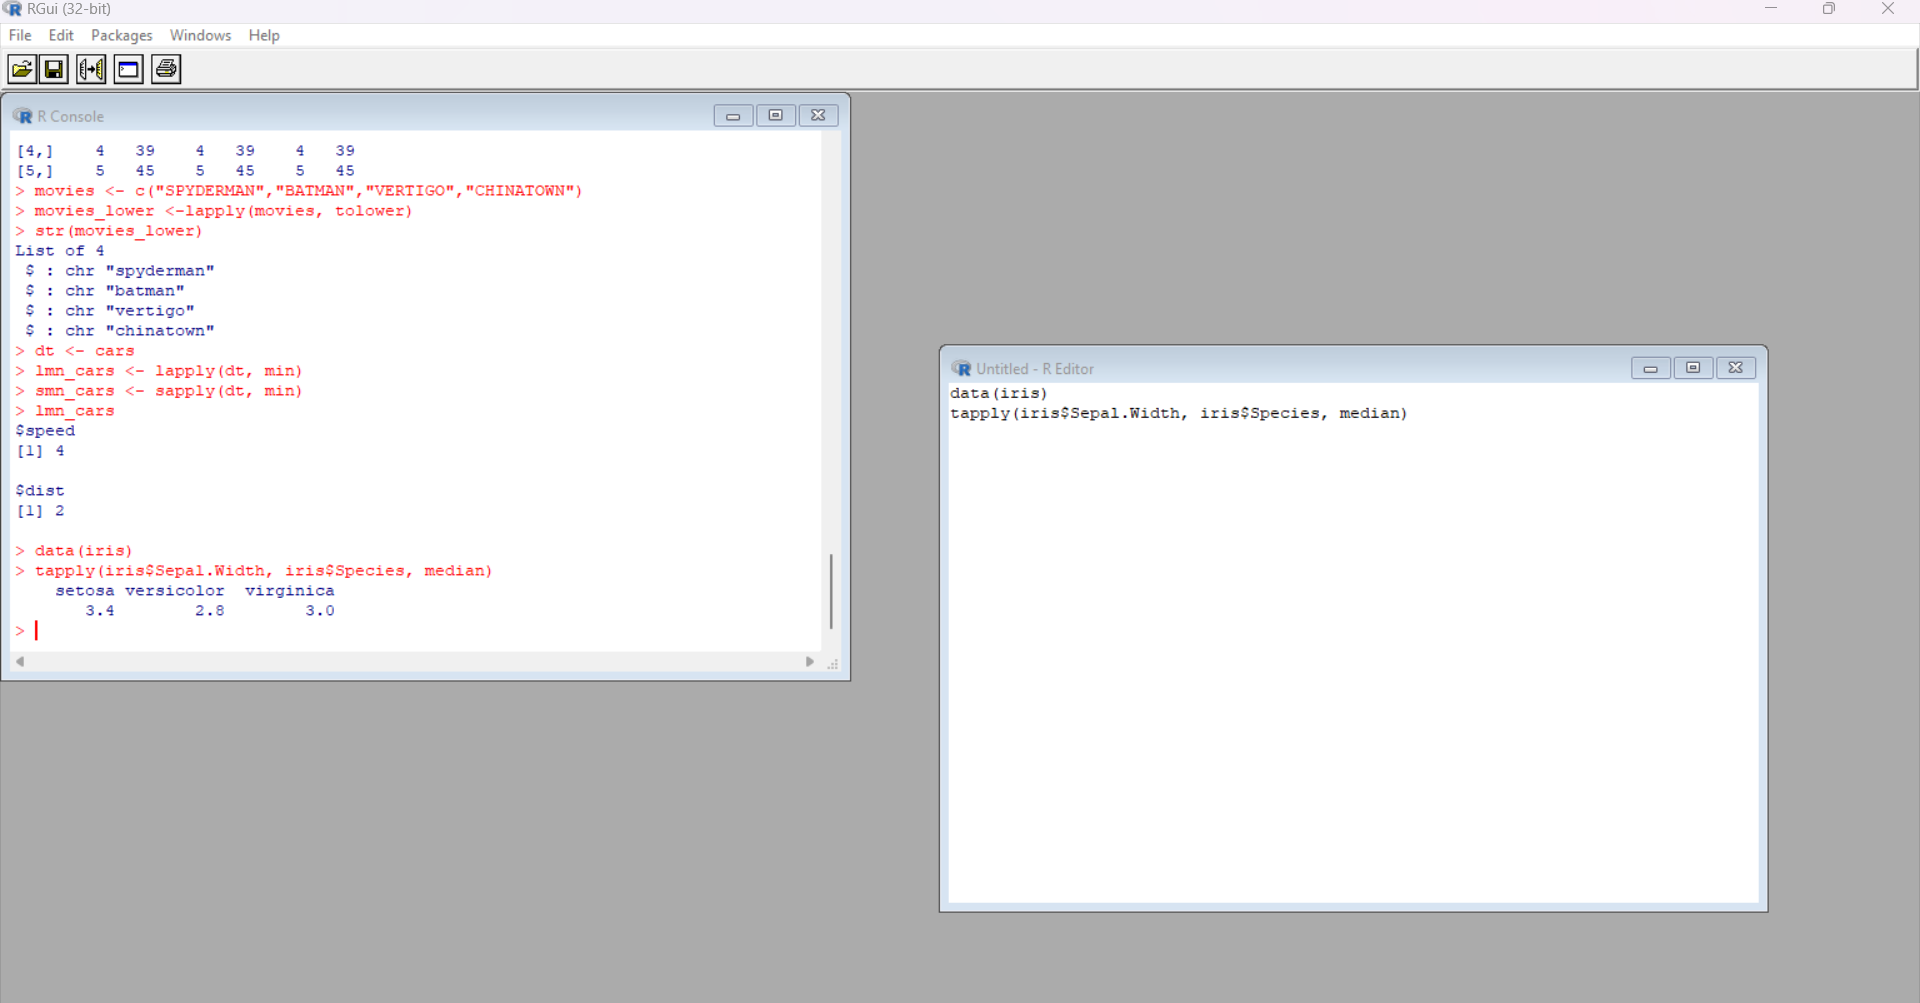 RGui (32-bit)
File Edit Packages Windows Help
R Console
[4,]    4   39    4   39    4   39
[5,]    5   45    5   45    5   45
> movies <- c("SPYDERMAN","BATMAN","VERTIGO","CHINATOWN")
> movies_lower <-lapply(movies, tolower)
> str(movies_lower)
List of 4
 $ : chr "spyderman"
 $ : chr "batman"
 $ : chr "vertigo"
 $ : chr "chinatown"
> dt <- cars
> lmn_cars <- lapply(dt, min)
> smn_cars <- sapply(dt, min)
> lmn_cars
$speed
[1] 4
$dist
[1] 2
> data(iris)
> tapply(iris$Sepal.Width, iris$Species, median)
    setosa versicolor  virginica
       3.4        2.8        3.0
>
Untitled - R Editor
data(iris)
tapply(iris$Sepal.Width, iris$Species, median)